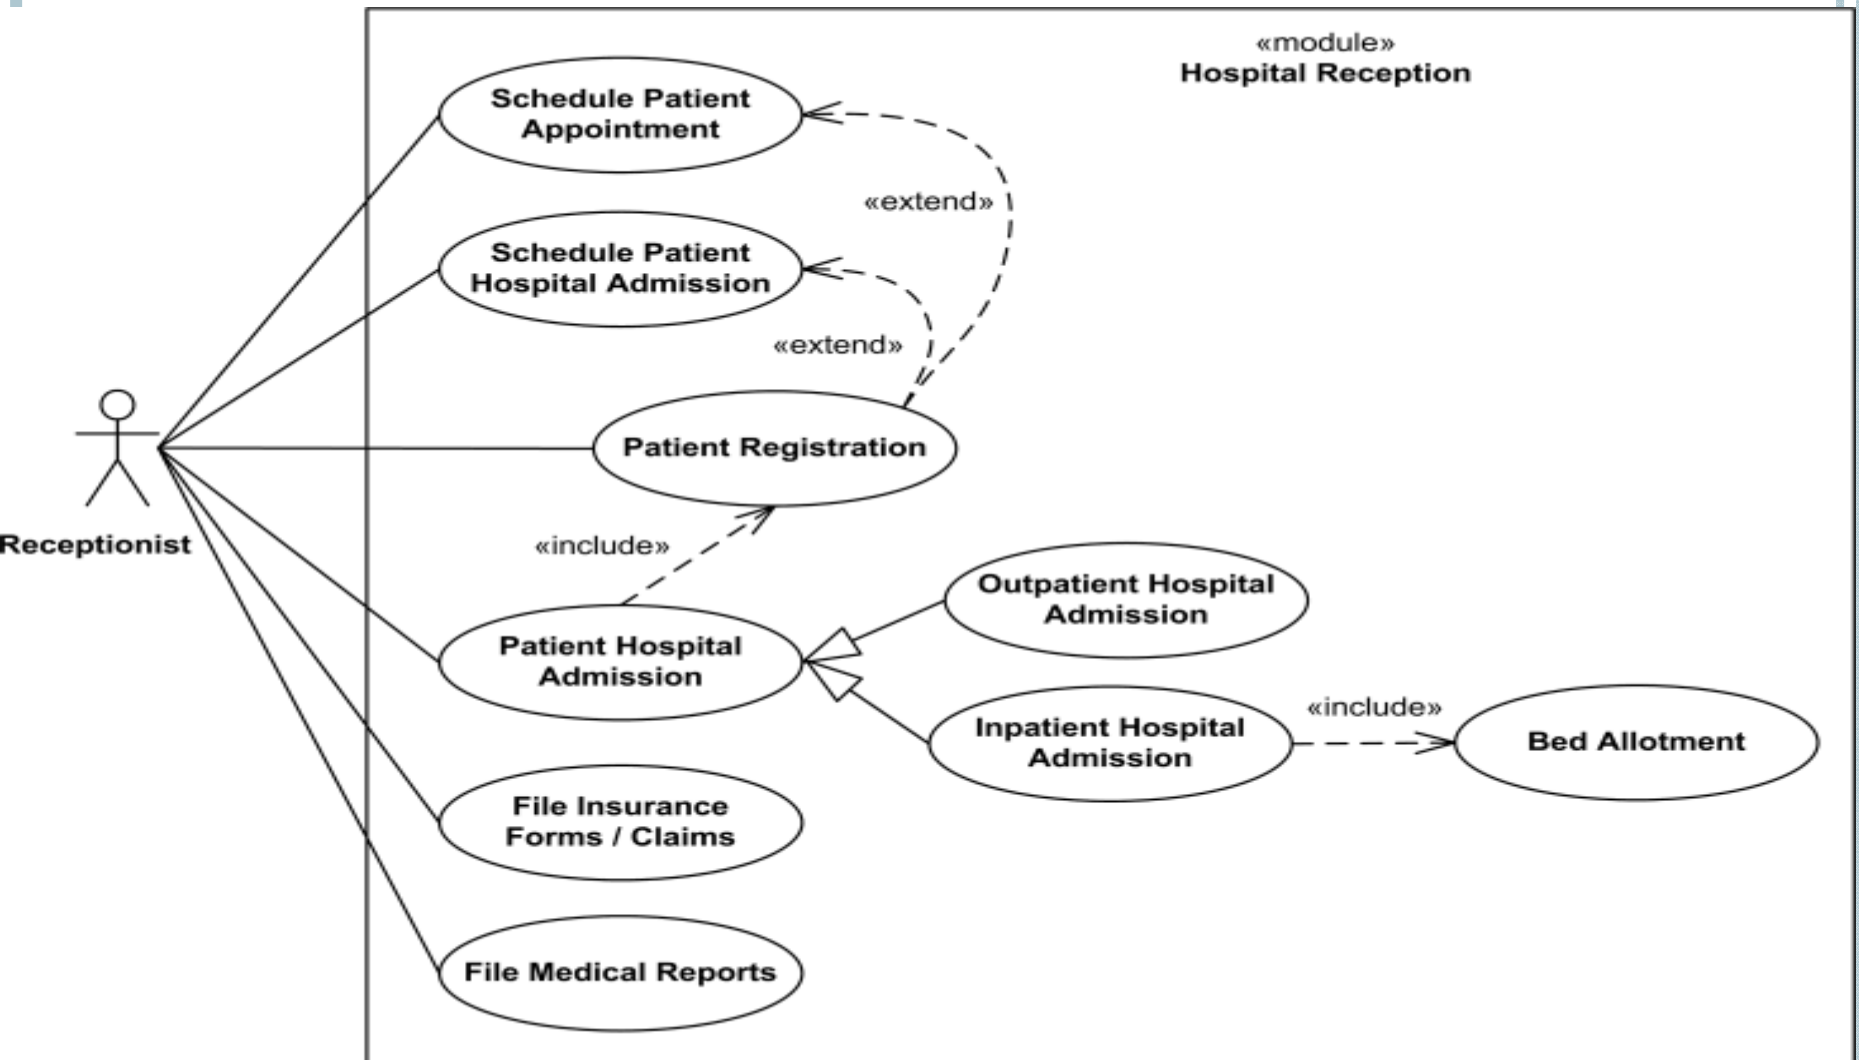 «module»
Hospital Reception
Schedule Patient
Appointment
«extend»
Schedule Patient
Hospital Admission
«extend»
Patient Registration
Receptionist
«include»
Outpatient Hospital
Admission
Patient Hospital
Admission
Inpatient Hospital
Admission
«include»
Bed Allotment
File Insurance
Forms / Claims
File Medical Reports